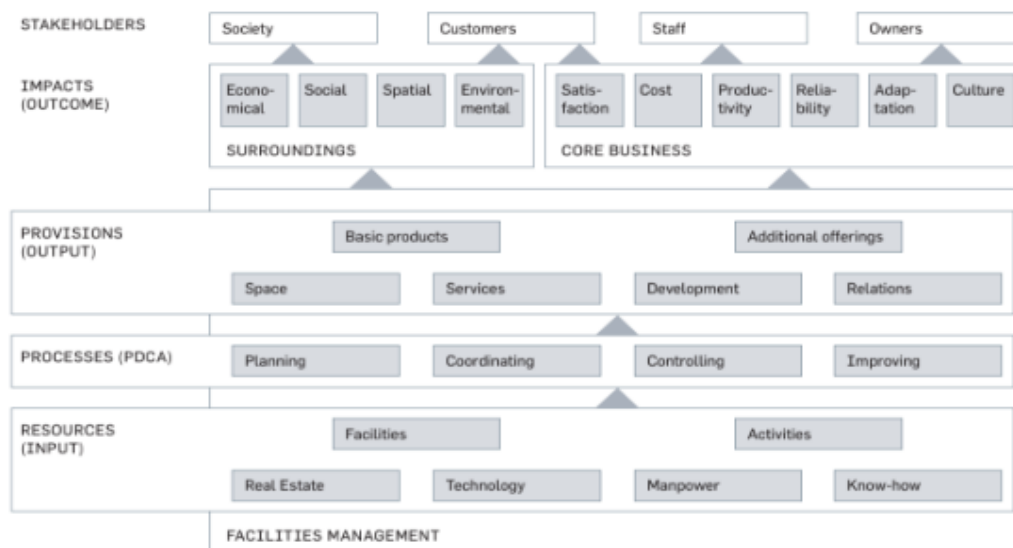 STAKEHOLDERS
Society
Customers
Staff
Owners
IMPACTS
(OUTCOME)
Econo-
mical
Social
Spatial
Environ-
mental
Satis-
faction
Cost
Produc-
tivity
Relia-
bility
Adap-
tation
Culture
SURROUNDINGS
CORE BUSINESS
PROVISIONS
(OUTPUT)
Basic products
Additional offerings
Space
Services
Development
Relations
PROCESSES (PDCA)
Planning
Coordinating
Controlling
Improving
RESOURCES
(INPUT)
Facilities
Activities
Real Estate
Technology
Manpower
Know-how
FACILITIES MANAGEMENT